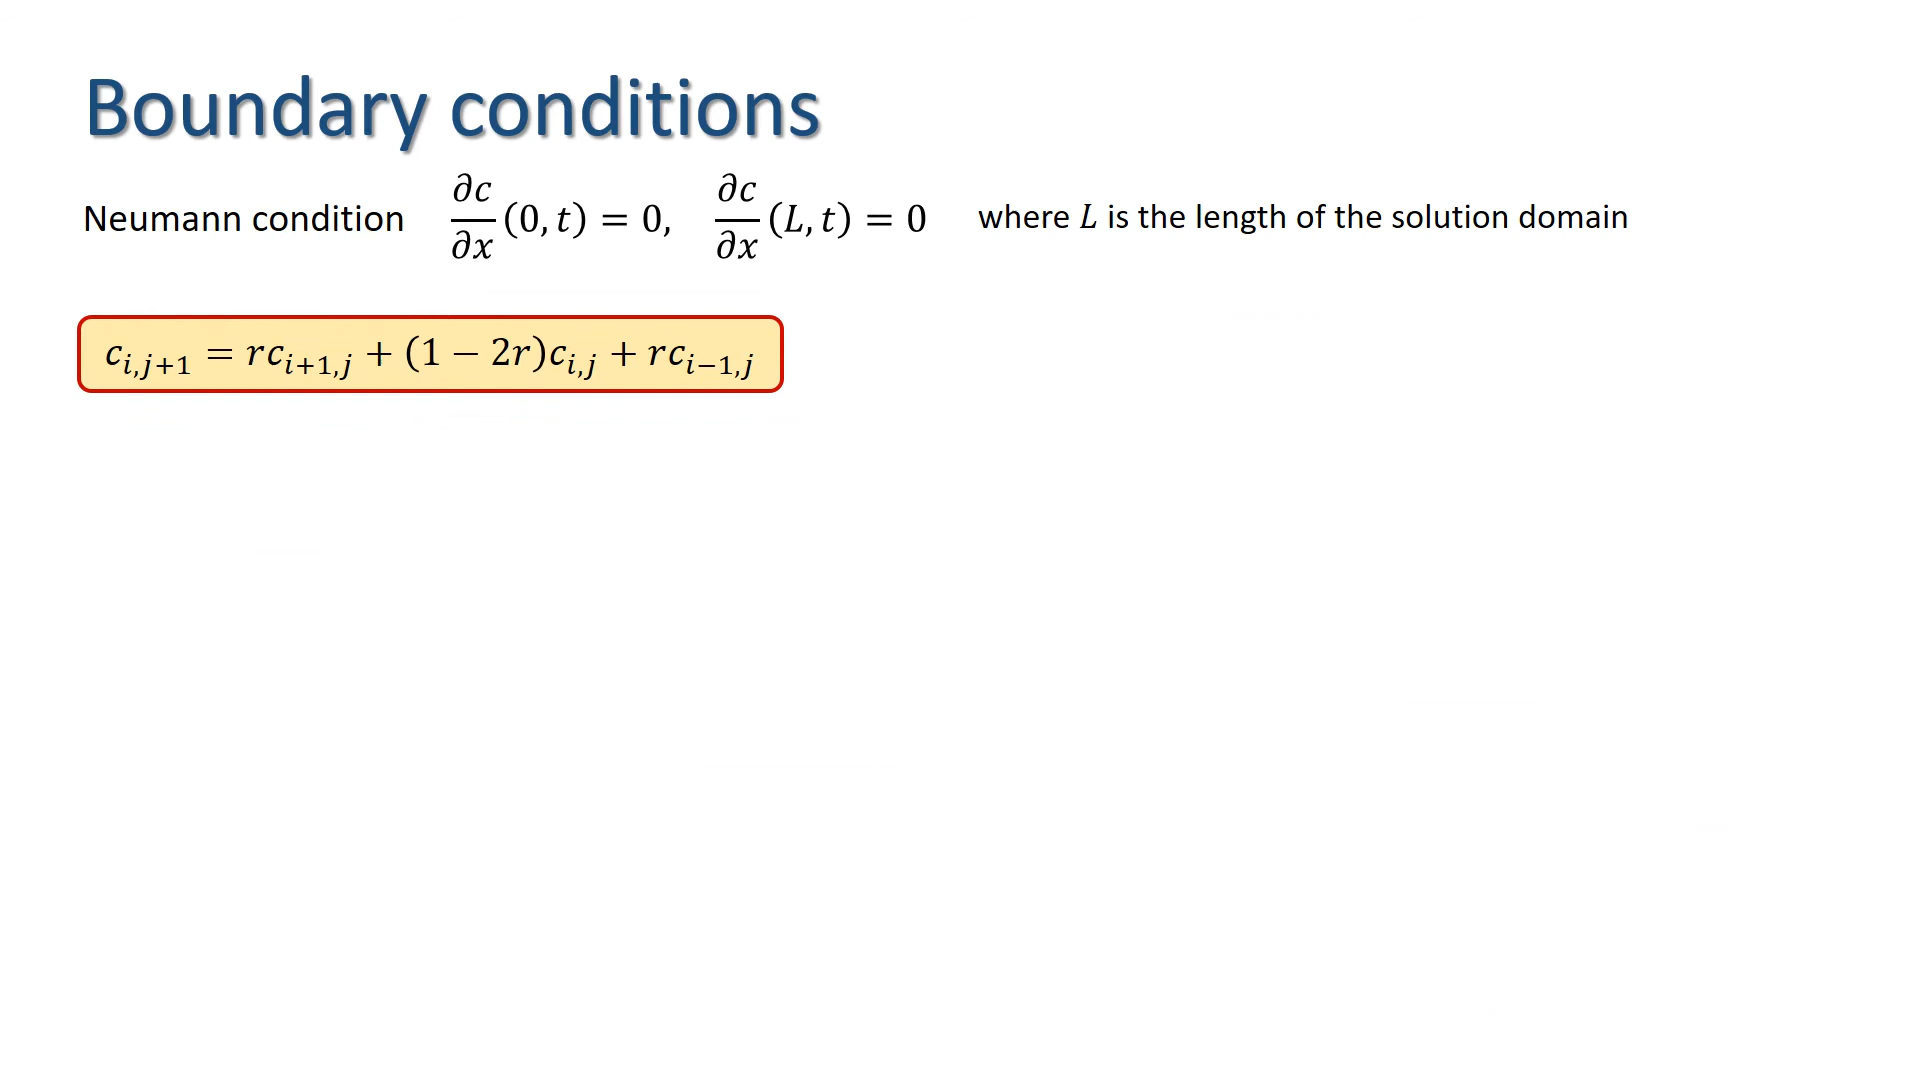 Boundary conditions
Neumann condition ∂c/∂x (0, t) = 0, ∂c/∂x (L, t) = 0 where L is the length of the solution domain
c_{i,j+1} = rc_{i+1,j} + (1 − 2r)c_{i,j} + rc_{i−1,j}